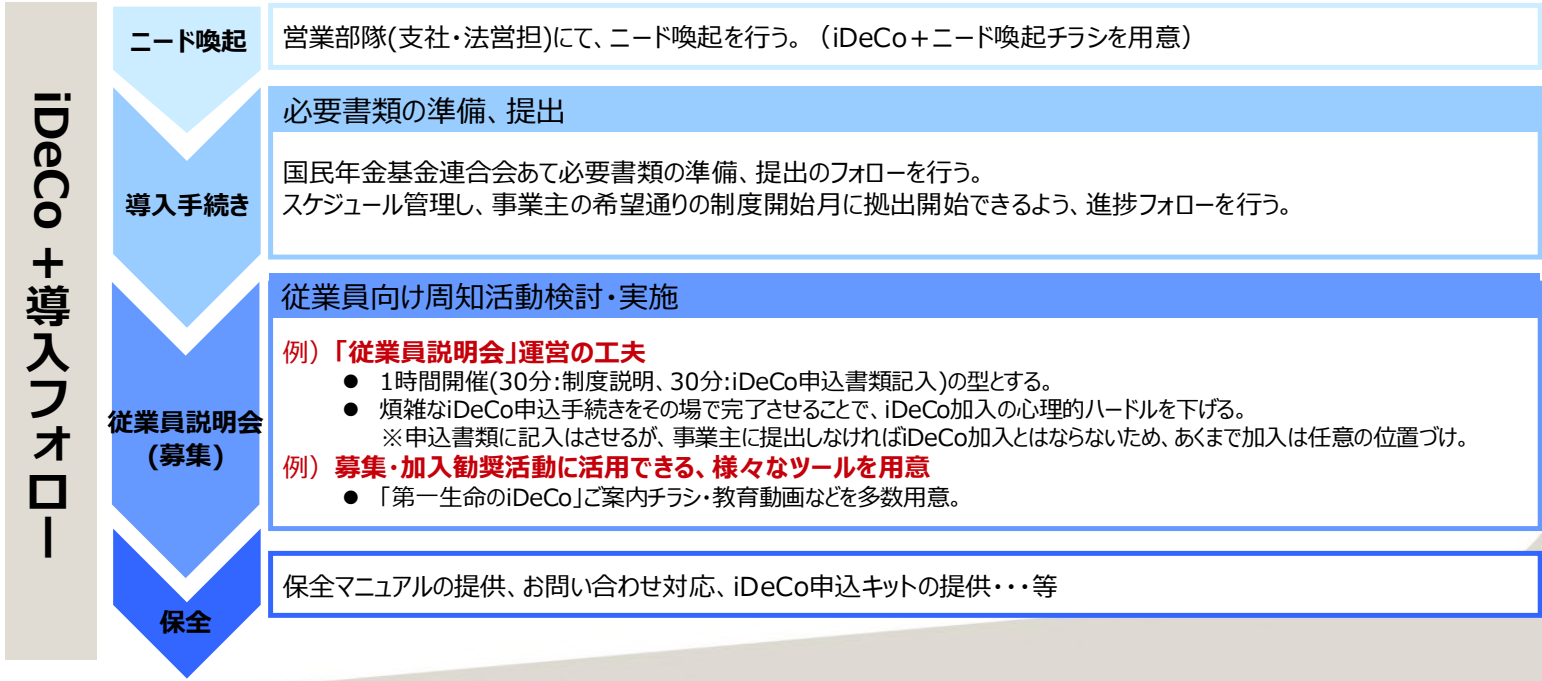 iDeCo+導入フォロー
ニード喚起
営業部隊(支社・法営担)にて、ニード喚起を行う。（iDeCo+ニード喚起チラシを用意）
導入手続き
必要書類の準備、提出
国民年金基金連合会あて必要書類の準備、提出のフォローを行う。
スケジュール管理し、事業主の希望通りの制度開始月に拠出開始できるよう、進捗フォローを行う。
従業員説明会
(募集)
従業員向け周知活動検討・実施
例）「従業員説明会」運営の工夫
● 1時間開催(30分:制度説明、30分:iDeCo申込書類記入)の型とする。
● 煩雑なiDeCo申込手続きをその場で完了させることで、iDeCo加入の心理的ハードルを下げる。
※申込書類に記入はさせるが、事業主に提出しなければiDeCo加入とはならないため、あくまで加入は任意の位置づけ。
例）募集・加入勧奨活動に活用できる、様々なツールを用意
● 「第一生命のiDeCo」ご案内チラシ・教育動画などを多数用意。
保全
保全マニュアルの提供、お問い合わせ対応、iDeCo申込キットの提供・・・等